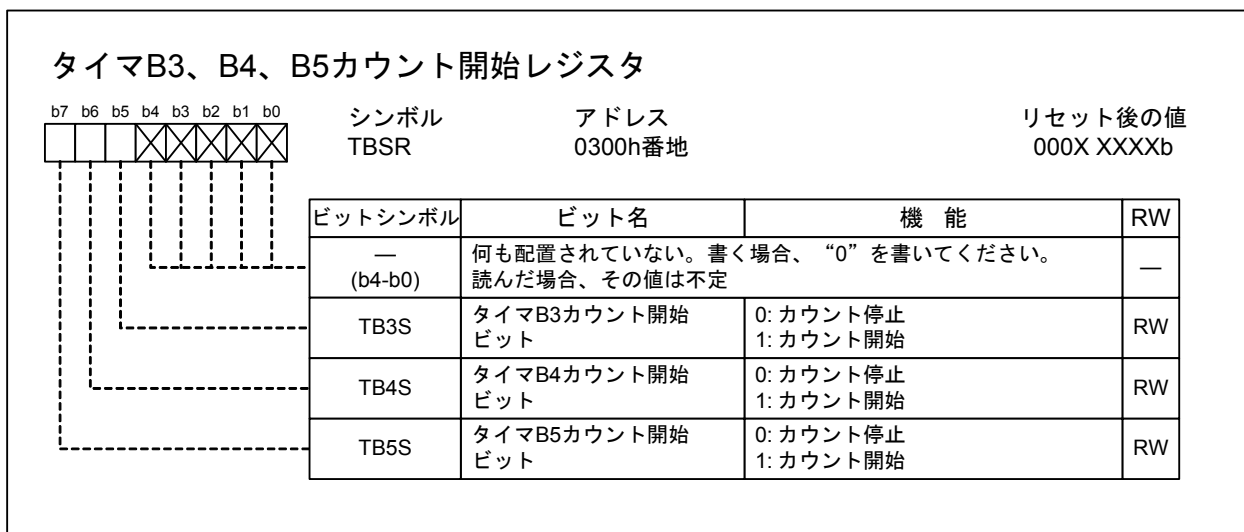 タイマB3、B4、B5カウント開始レジスタ
b7 b6 b5 b4 b3 b2 b1 b0
シンボル アドレス リセット後の値
TBSR 0300h番地 000X XXXXb
ビットシンボル ビット名 機 能 RW
—
(b4-b0)
何も配置されていない。書く場合、“0”を書いてください。
読んだ場合、その値は不定
—
TB3S
タイマB3カウント開始
ビット
0: カウント停止
1: カウント開始
RW
TB4S
タイマB4カウント開始
ビット
0: カウント停止
1: カウント開始
RW
TB5S
タイマB5カウント開始
ビット
0: カウント停止
1: カウント開始
RW